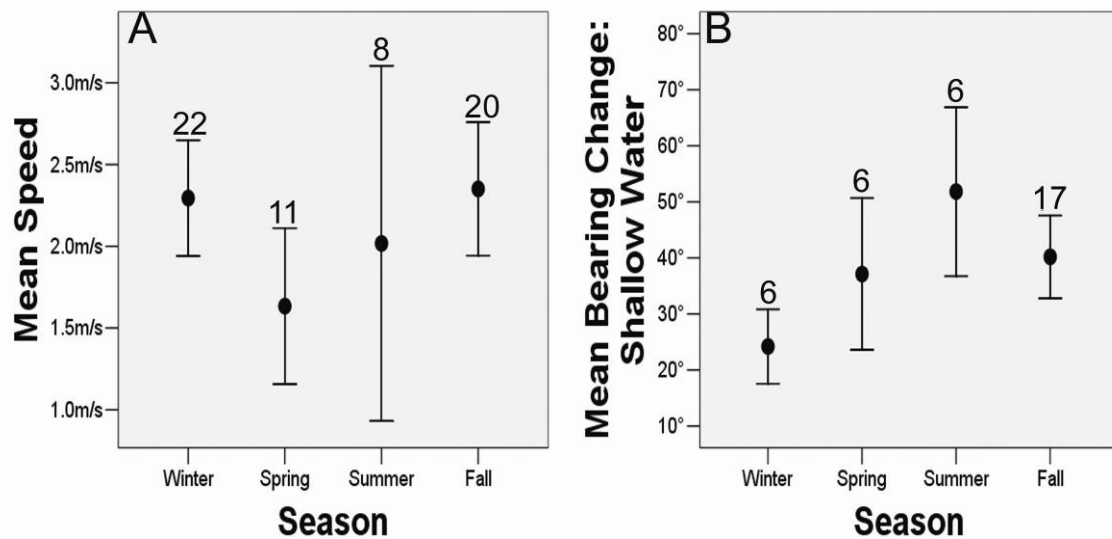 A
Mean Speed
3.0m/s
2.5m/s
2.0m/s
1.5m/s
1.0m/s
22
11
8
20
Winter
Spring
Summer
Fall
Season
B
Mean Bearing Change:
Shallow Water
80°
70°
60°
50°
40°
30°
20°
10°
6
6
6
17
Winter
Spring
Summer
Fall
Season